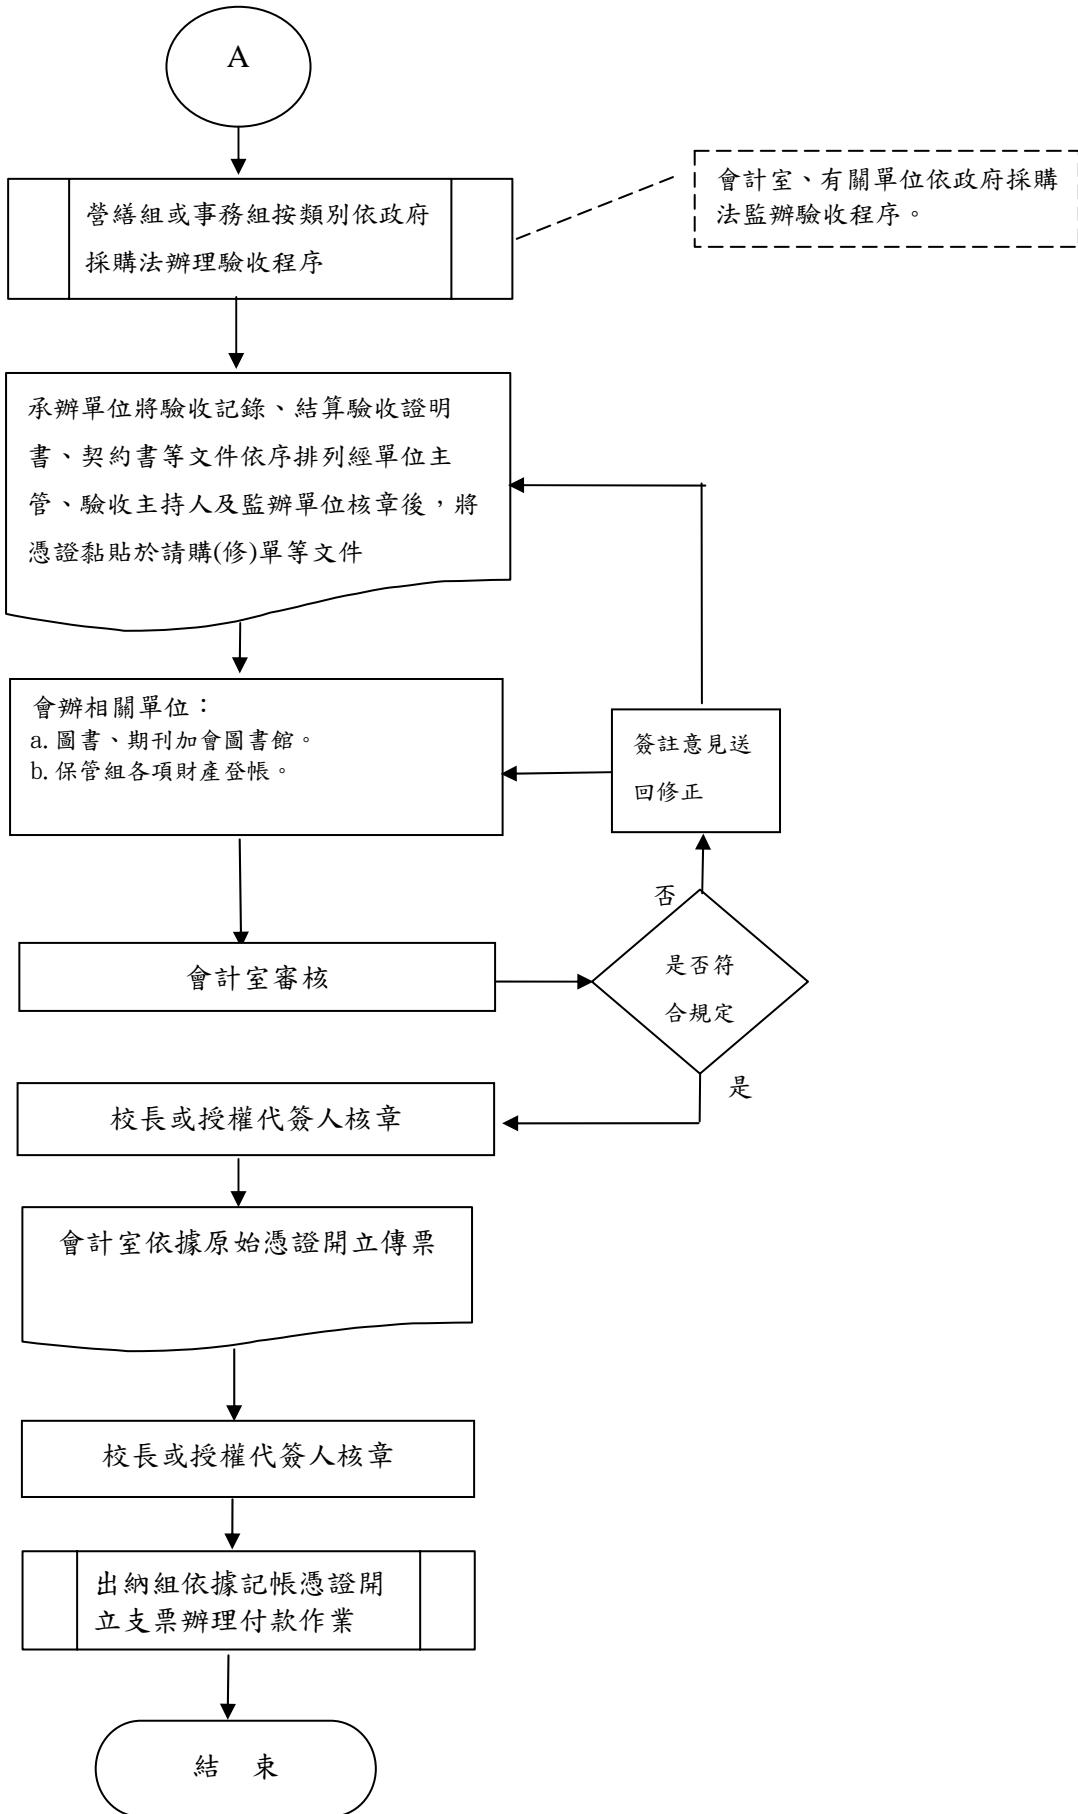 A
營繕組或事務組按類別依政府
採購法辦理驗收程序
會計室、有關單位依政府採購
法監辦驗收程序。
承辦單位將驗收記錄、結算驗收證明
書、契約書等文件依序排列經單位主
管、驗收主持人及監辦單位核章後，將
憑證黏貼於請購(修)單等文件
會辦相關單位：
a.圖書、期刊加會圖書館。
b.保管組各項財產登帳。
簽註意見送
回修正
否
會計室審核
是否符
合規定
是
校長或授權代簽人核章
會計室依據原始憑證開立傳票
校長或授權代簽人核章
出納組依據記帳憑證開
立支票辦理付款作業
結　束